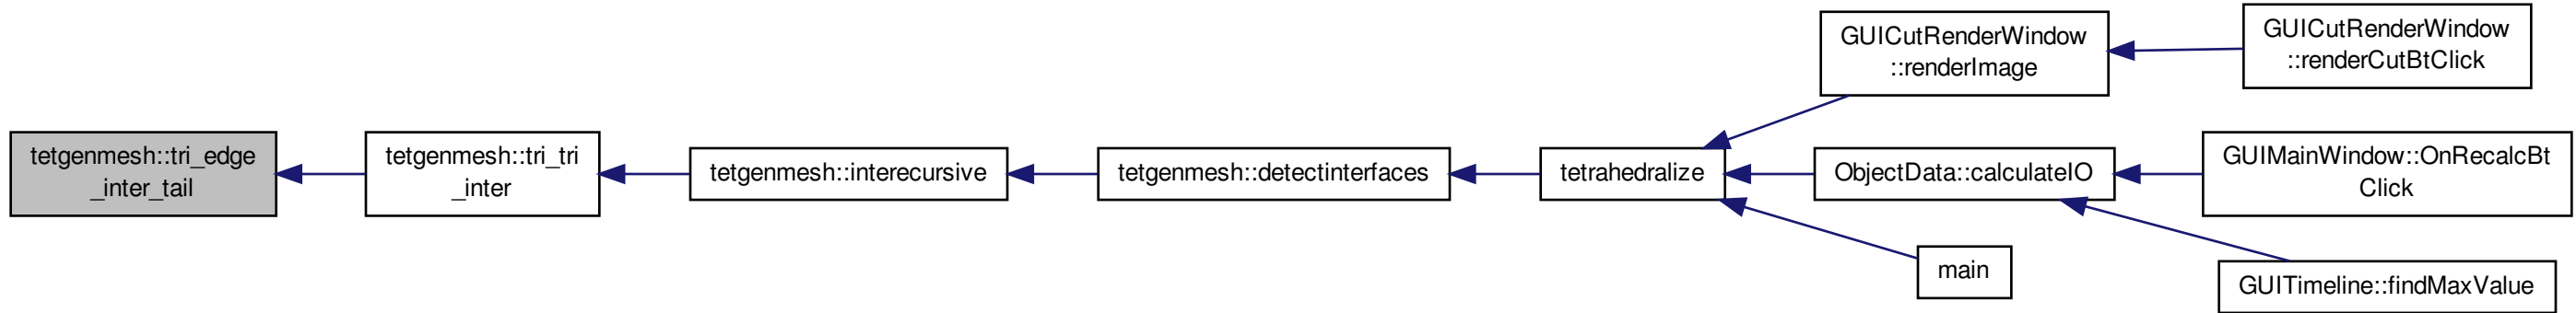 tetgenmesh::tri_edge
_inter_tail
tetgenmesh::tri_tri
_inter
tetgenmesh::interecursive
tetgenmesh::detectinterfaces
tetrahedralize
GUICutRenderWindow
::renderImage
GUICutRenderWindow
::renderCutBtClick
ObjectData::calculateIO
GUIMainWindow::OnRecalcBt
Click
main
GUITimeline::findMaxValue